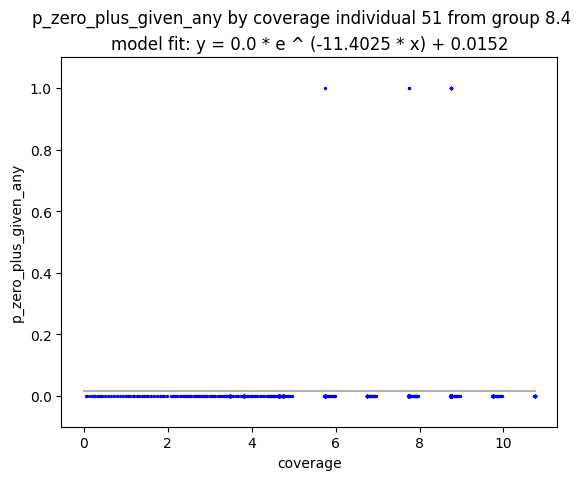 p_zero_plus_given_any by coverage individual 51 from group 8.4
model fit: y = 0.0 * e ^ (-11.4025 * x) + 0.0152
1.0
0.8
0.6
0.4
0.2
0.0
p_zero_plus_given_any
0 2 4 6 8 10
coverage